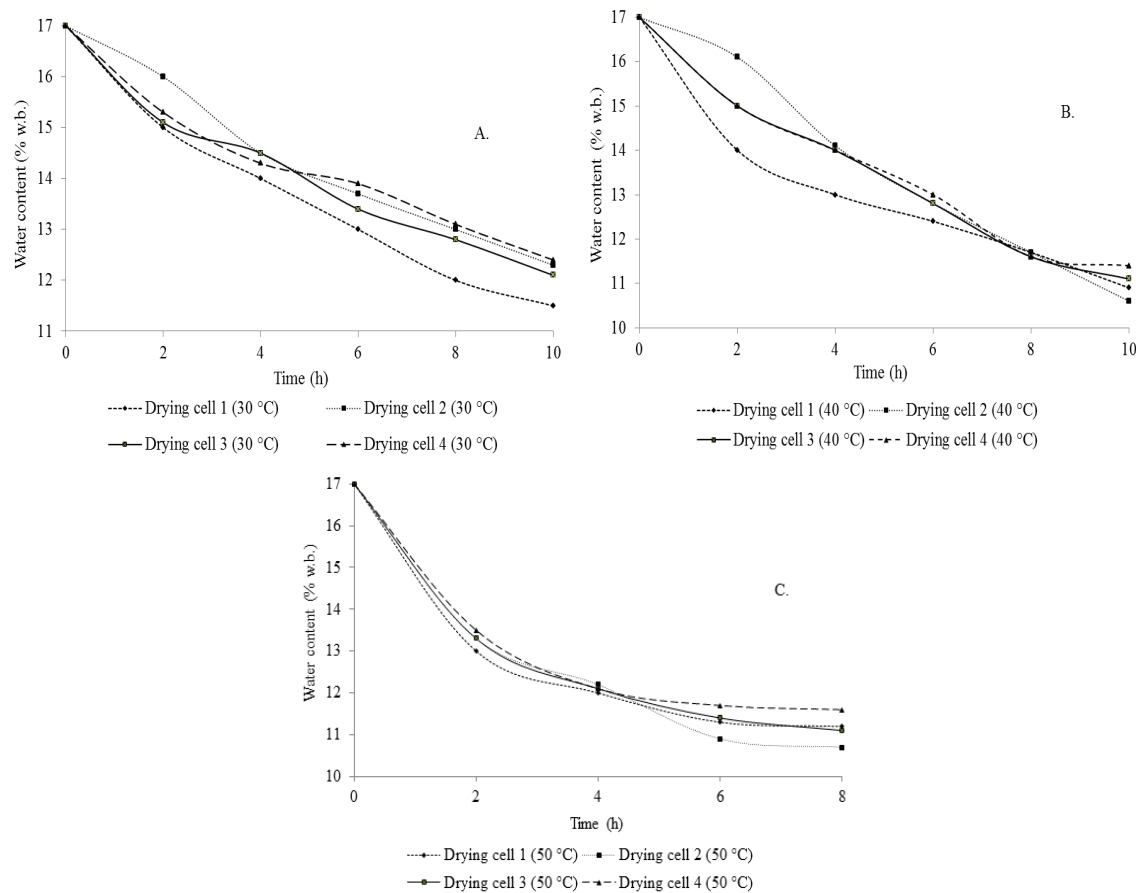 17
16
15
14
13
12
11
Water content (% w.b.)
A.
0 2 4 6 8 10
Time (h)
Drying cell 1 (30 °C) Drying cell 2 (30 °C)
Drying cell 3 (30 °C) Drying cell 4 (30 °C)
17
16
15
14
13
12
11
10
Water content (% w.b.)
B.
0 2 4 6 8 10
Time (h)
Drying cell 1 (40 °C) Drying cell 2 (40 °C)
Drying cell 3 (40 °C) Drying cell 4 (40 °C)
17
16
15
14
13
12
11
10
Water content (% w.b.)
C.
0 2 4 6 8
Time (h)
Drying cell 1 (50 °C) Drying cell 2 (50 °C)
Drying cell 3 (50 °C) Drying cell 4 (50 °C)